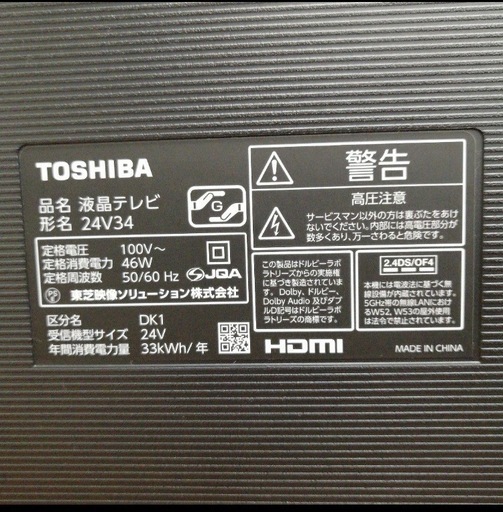 TOSHIBA
品名 液晶テレビ
形名 24V34
G
定格電圧 100V～
定格消費電力 46W
定格周波数 50/60 Hz
JQA
PS
E
東芝映像ソリューション株式会社
区分名 DK1
受信機型サイズ 24V
年間消費電力量 33kWh/年
警告
高圧注意
サービスマン以外の方は裏ぶたをあけ
ないでください。内部には高電圧部分が
数多くあり、万一さわると危険です。
この製品はドルビーラボ
ラトリーズからの実施権
に基づき製造されてい
ます。Dolby、ドルビー、
Dolby Audio 及びダブ
ルD記号はドルビーラボ
ラトリーズの商標です。
2.4DS/OF4
本機には電波法に基づく無
線設備が内蔵されています。
5GHz帯の無線LANにおけ
るW52、W53の屋外使用
は法令で禁止されています。
HDMI
MADE IN CHINA